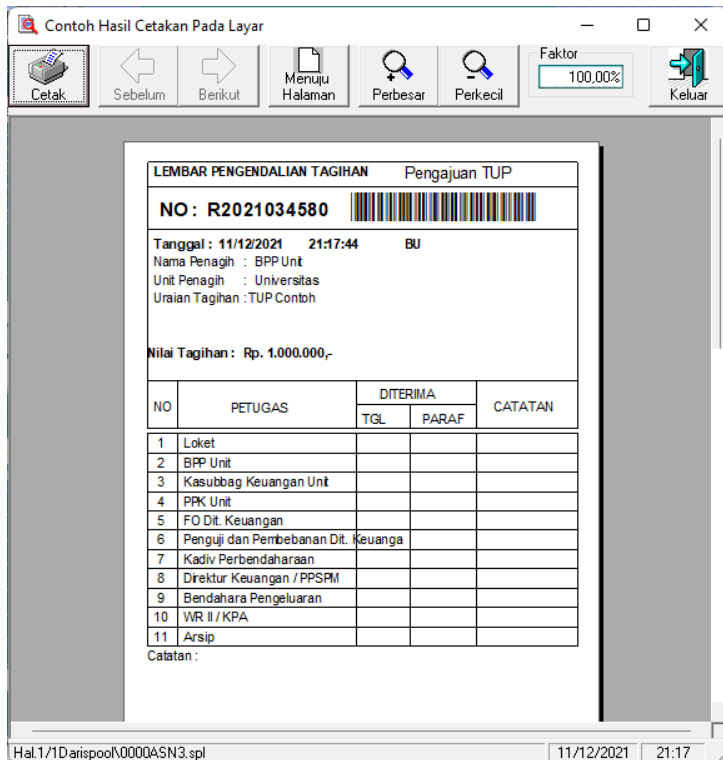 Contoh Hasil Cetakan Pada Layar
Cetak Sebelum Berikut Menuju Halaman Perbesar Perkecil Faktor 100,00% Keluar
LEMBAR PENGENDALIAN TAGIHAN Pengajuan TUP
NO : R2021034580
Tanggal : 11/12/2021 21:17:44 BU
Nama Penagih : BPP Unit
Unit Penagih : Universitas
Uraian Tagihan : TUP Contoh
Nilai Tagihan : Rp. 1.000.000,-
NO PETUGAS DITERIMA CATATAN
TGL PARAF
1 Loket
2 BPP Unit
3 Kasubbag Keuangan Unit
4 PPK Unit
5 FO Dit. Keuangan
6 Penguji dan Pembebanan Dit. Keuanga
7 Kadiv Perbendaharaan
8 Direktur Keuangan / PPSPM
9 Bendahara Pengeluaran
10 WR II / KPA
11 Arsip
Catatan :
Hal.1/1Darispool\0000ASN3.spl 11/12/2021 21:17